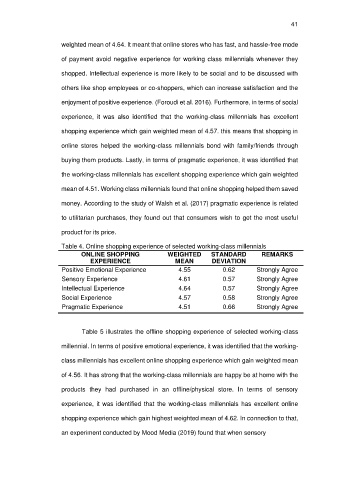 41
weighted mean of 4.64. It meant that online stores who has fast, and hassle-free mode
of payment avoid negative experience for working class millennials whenever they
shopped. Intellectual experience is more likely to be social and to be discussed with
others like shop employees or co-shoppers, which can increase satisfaction and the
enjoyment of positive experience. (Foroudi et al. 2016). Furthermore, in terms of social
experience, it was also identified that the working-class millennials has excellent
shopping experience which gain weighted mean of 4.57. this means that shopping in
online stores helped the working-class millennials bond with family/friends through
buying them products. Lastly, in terms of pragmatic experience, it was identified that
the working-class millennials has excellent shopping experience which gain weighted
mean of 4.51. Working class millennials found that online shopping helped them saved
money. According to the study of Walsh et al. (2017) pragmatic experience is related
to utilitarian purchases, they found out that consumers wish to get the most useful
product for its price.
Table 4. Online shopping experience of selected working-class millennials
ONLINE SHOPPING WEIGHTED STANDARD REMARKS
EXPERIENCE MEAN DEVIATION
Positive Emotional Experience 4.55 0.62 Strongly Agree
Sensory Experience 4.61 0.57 Strongly Agree
Intellectual Experience 4.64 0.57 Strongly Agree
Social Experience 4.57 0.58 Strongly Agree
Pragmatic Experience 4.51 0.66 Strongly Agree
Table 5 illustrates the offline shopping experience of selected working-class
millennial. In terms of positive emotional experience, it was identified that the working-
class millennials has excellent online shopping experience which gain weighted mean
of 4.56. It has strong that the working-class millennials are happy be at home with the
products they had purchased in an offline/physical store. In terms of sensory
experience, it was identified that the working-class millennials has excellent online
shopping experience which gain highest weighted mean of 4.62. In connection to that,
an experiment conducted by Mood Media (2019) found that when sensory